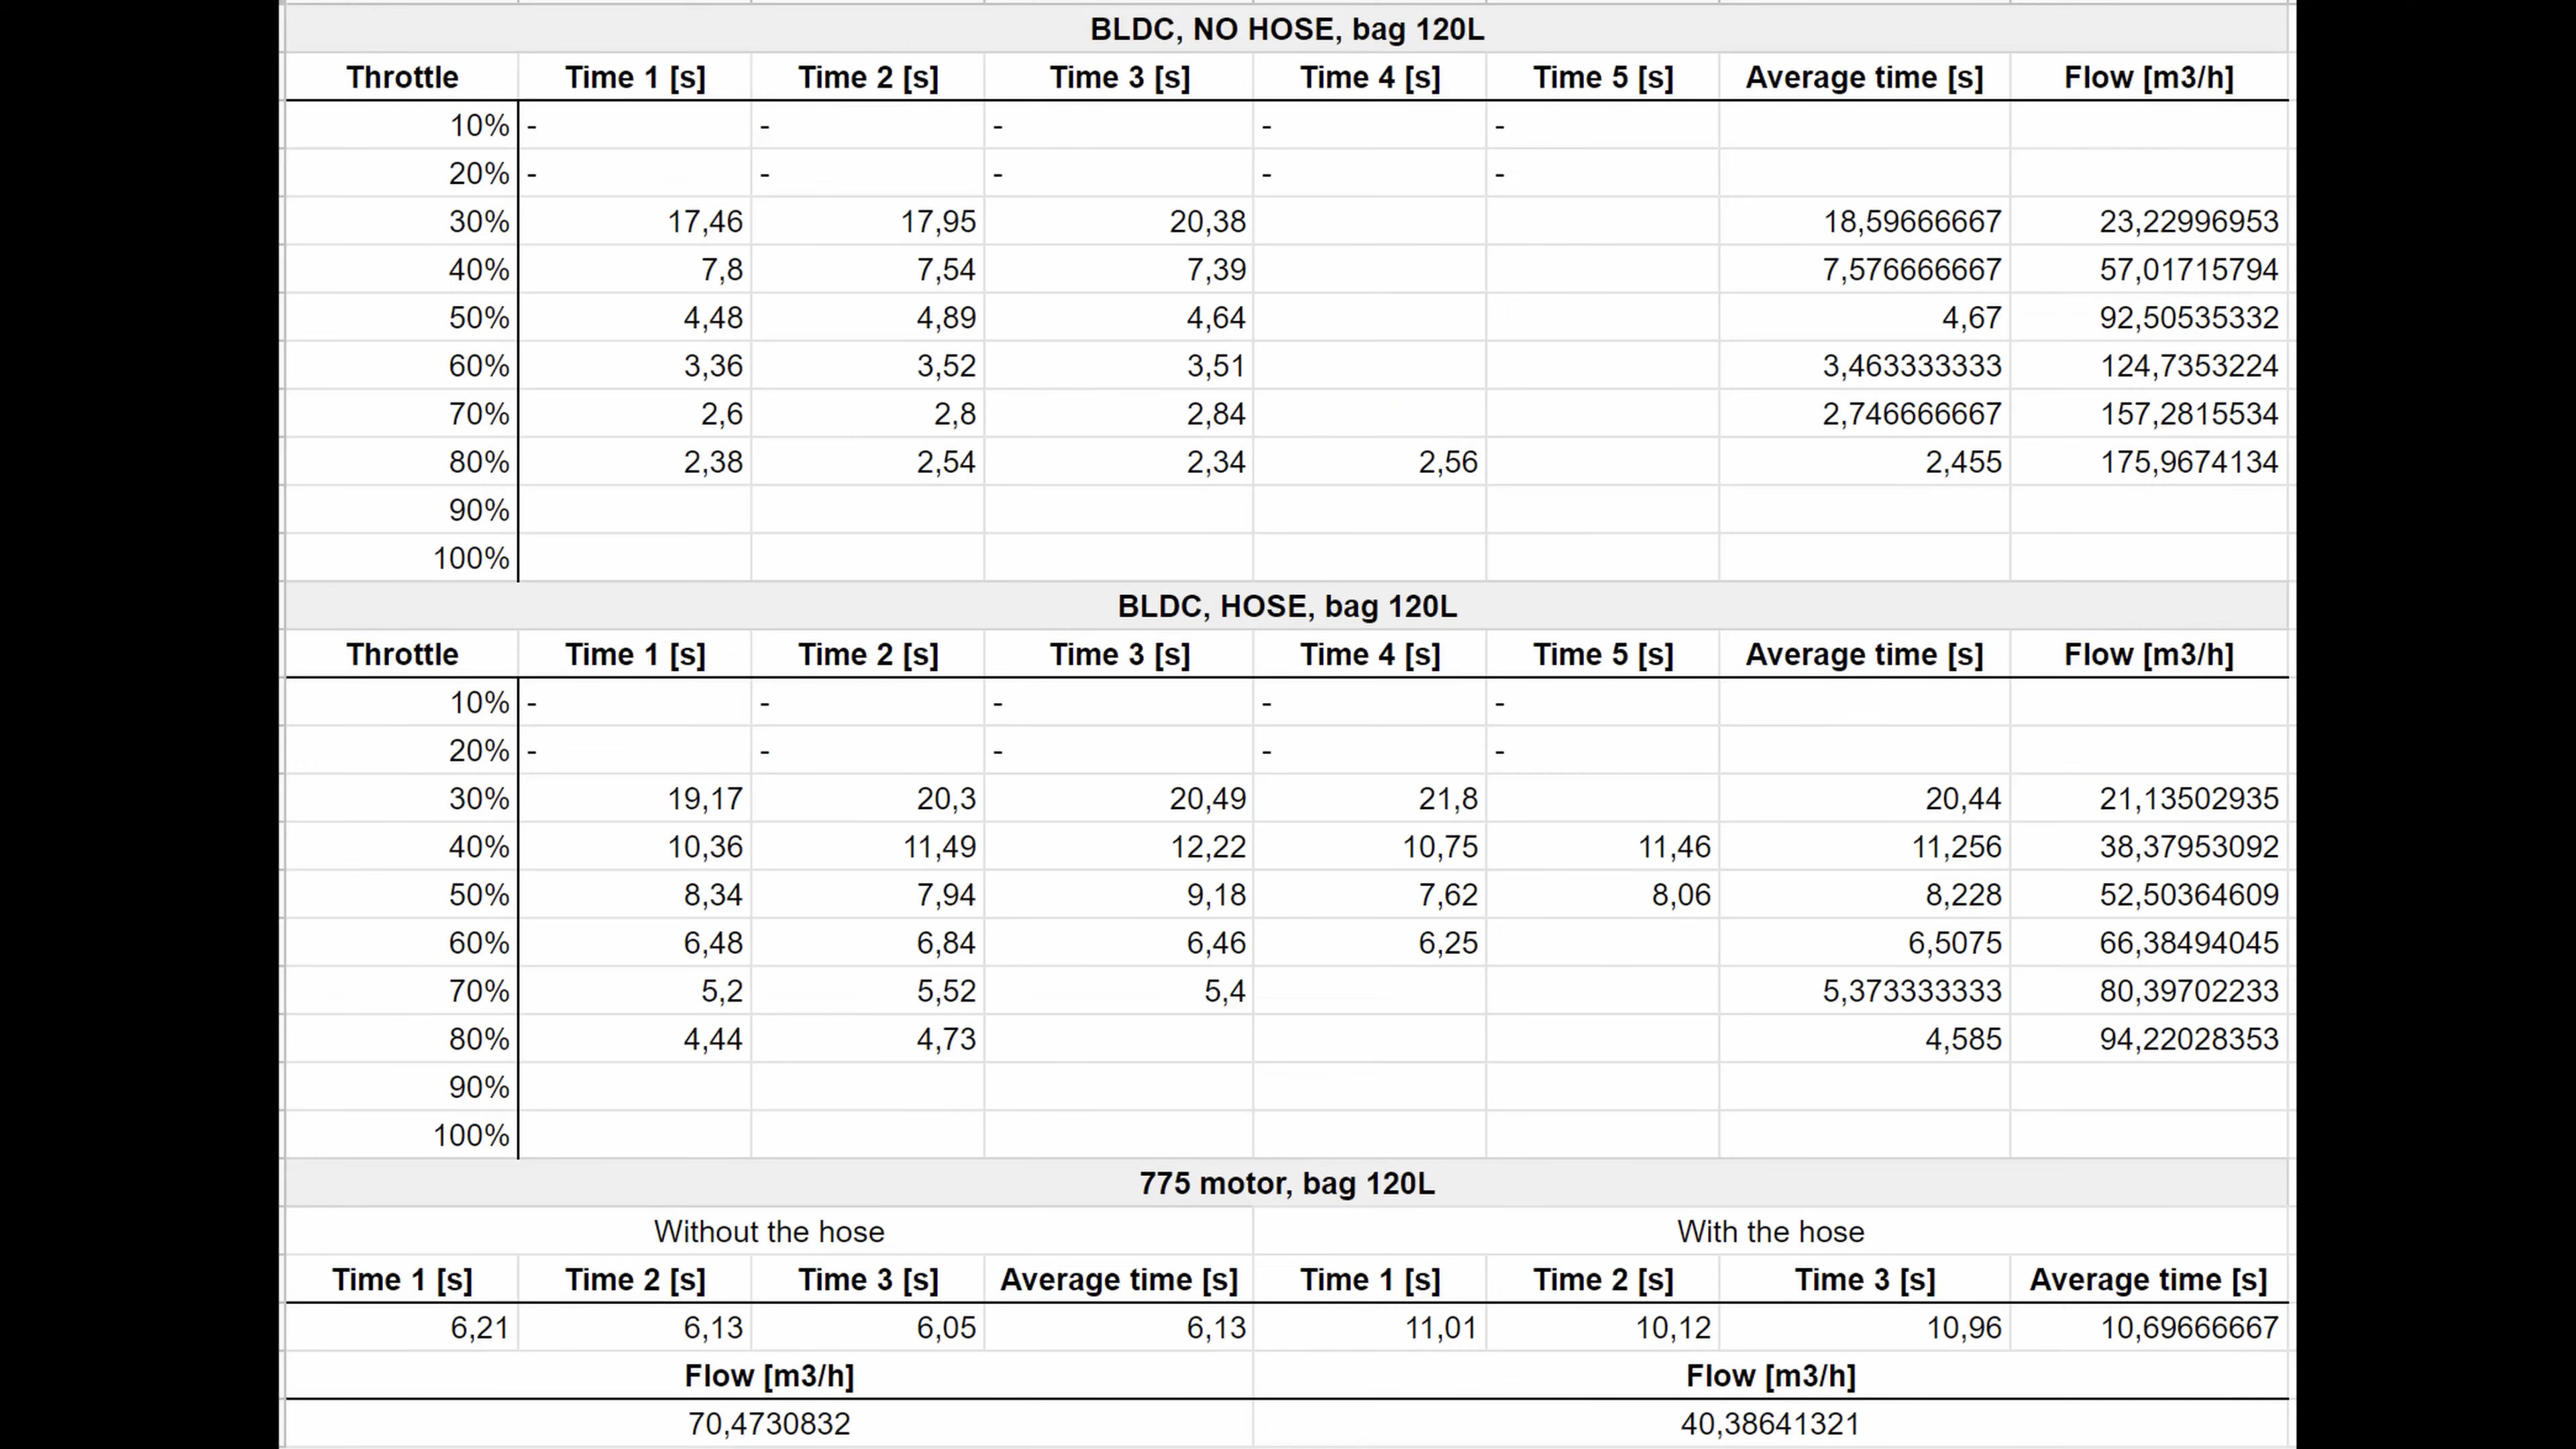 BLDC, NO HOSE, bag 120L
Throttle Time 1 [s] Time 2 [s] Time 3 [s] Time 4 [s] Time 5 [s] Average time [s] Flow [m3/h]
10% - - - - -
20% - - - - -
30% 17,46 17,95 20,38 18,59666667 23,22996953
40% 7,8 7,54 7,39 7,576666667 57,01715794
50% 4,48 4,89 4,64 4,67 92,50535332
60% 3,36 3,52 3,51 3,463333333 124,7353224
70% 2,6 2,8 2,84 2,746666667 157,2815534
80% 2,38 2,54 2,34 2,56 2,455 175,9674134
90%
100%
BLDC, HOSE, bag 120L
Throttle Time 1 [s] Time 2 [s] Time 3 [s] Time 4 [s] Time 5 [s] Average time [s] Flow [m3/h]
10% - - - - -
20% - - - - -
30% 19,17 20,3 20,49 21,8 20,44 21,13502935
40% 10,36 11,49 12,22 10,75 11,46 11,256 38,37953092
50% 8,34 7,94 9,18 7,62 8,06 8,228 52,50364609
60% 6,48 6,84 6,46 6,25 6,5075 66,38494045
70% 5,2 5,52 5,4 5,373333333 80,39702233
80% 4,44 4,73 4,585 94,22028353
90%
100%
775 motor, bag 120L
Without the hose With the hose
Time 1 [s] Time 2 [s] Time 3 [s] Average time [s] Time 1 [s] Time 2 [s] Time 3 [s] Average time [s]
6,21 6,13 6,05 6,13 11,01 10,12 10,96 10,69666667
Flow [m3/h] Flow [m3/h]
70,4730832 40,38641321